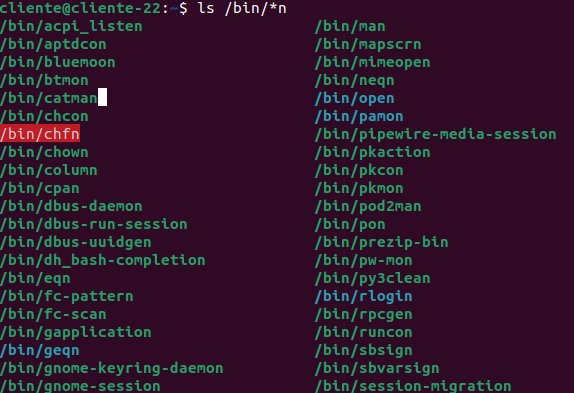 cliente@cliente-22:~$ ls /bin/*n
/bin/acpi_listen /bin/man
/bin/aptdcon /bin/mapscrn
/bin/bluemoon /bin/mimeopen
/bin/btmon /bin/neqn
/bin/catman /bin/open
/bin/chcon /bin/pamon
/bin/chfn /bin/pipewire-media-session
/bin/chown /bin/pkaction
/bin/column /bin/pkcon
/bin/cpan /bin/pkmon
/bin/dbus-daemon /bin/pod2man
/bin/dbus-run-session /bin/pon
/bin/dbus-uuidgen /bin/prezip-bin
/bin/dh_bash-completion /bin/pw-mon
/bin/eqn /bin/py3clean
/bin/fc-pattern /bin/rlogin
/bin/fc-scan /bin/rpcgen
/bin/gapplication /bin/runcon
/bin/geqn /bin/sbsign
/bin/gnome-keyring-daemon /bin/sbvarsign
/bin/gnome-session /bin/session-migration